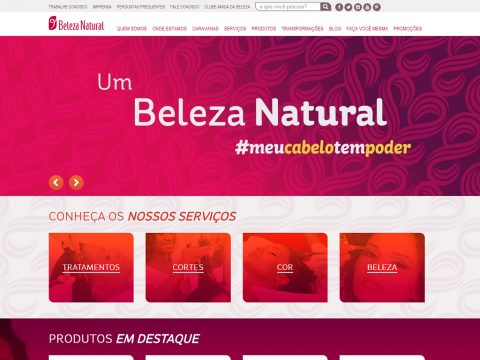 TRABALHE CONOSCO IMPRENSA PERGUNTAS FREQUENTES FALE CONOSCO CLUBE AMIGA DA BELEZA o que você procura?
Beleza Natural
QUEM SOMOS ONDE ESTAMOS CARAVANAS SERVIÇOS PRODUTOS TRANSFORMAÇÕES BLOG FAÇA VOCÊ MESMA PROMOÇÕES
Um
Beleza Natural
#meucabelotempoder
CONHEÇA OS NOSSOS SERVIÇOS
TRATAMENTOS CORTES COR BELEZA
PRODUTOS EM DESTAQUE